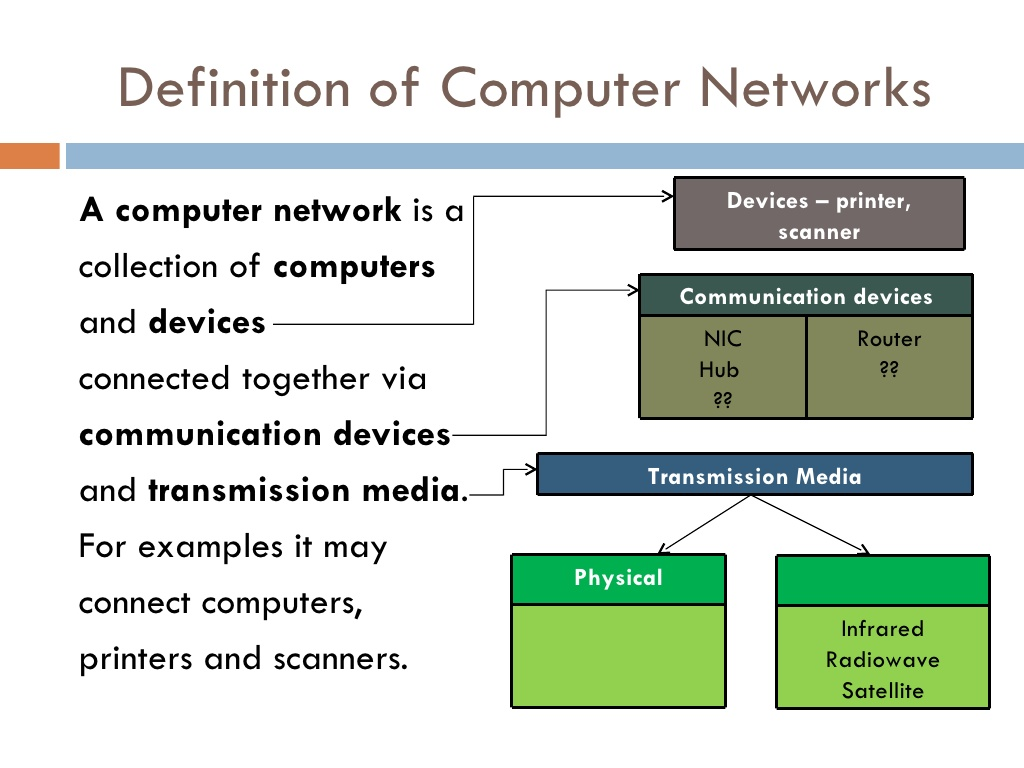 Definition of Computer Networks
A computer network is a
collection of computers
and devices
connected together via
communication devices
and transmission media.
For examples it may
connect computers,
printers and scanners.
Devices – printer,
scanner
Communication devices
NIC
Hub
??
Router
??
Transmission Media
Physical
Infrared
Radiowave
Satellite